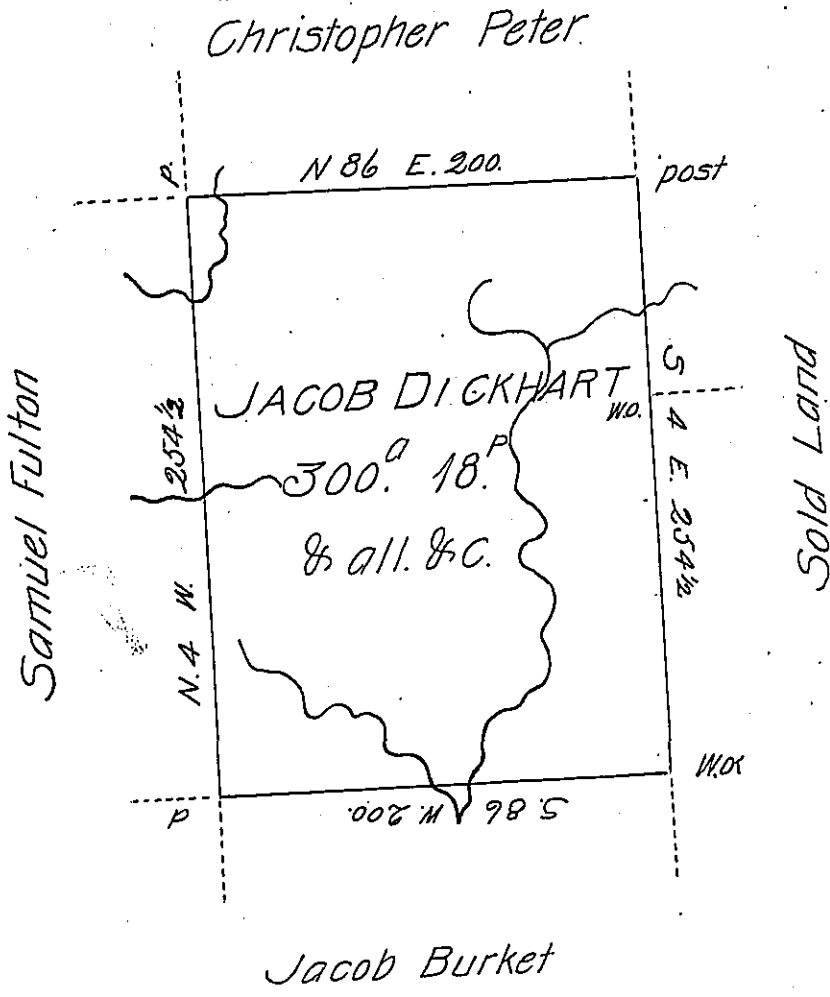 Christopher Peter.
P.
N 86 E. 200.
post
Samuel Fulton
N. 4 W. 254½
JACOB DICKHART
300.a 18.P
& all. &c.
W.O.
S 4 E. 254½
Sold Land
W.O.
S. 86 W. 200.
P
Jacob Burket